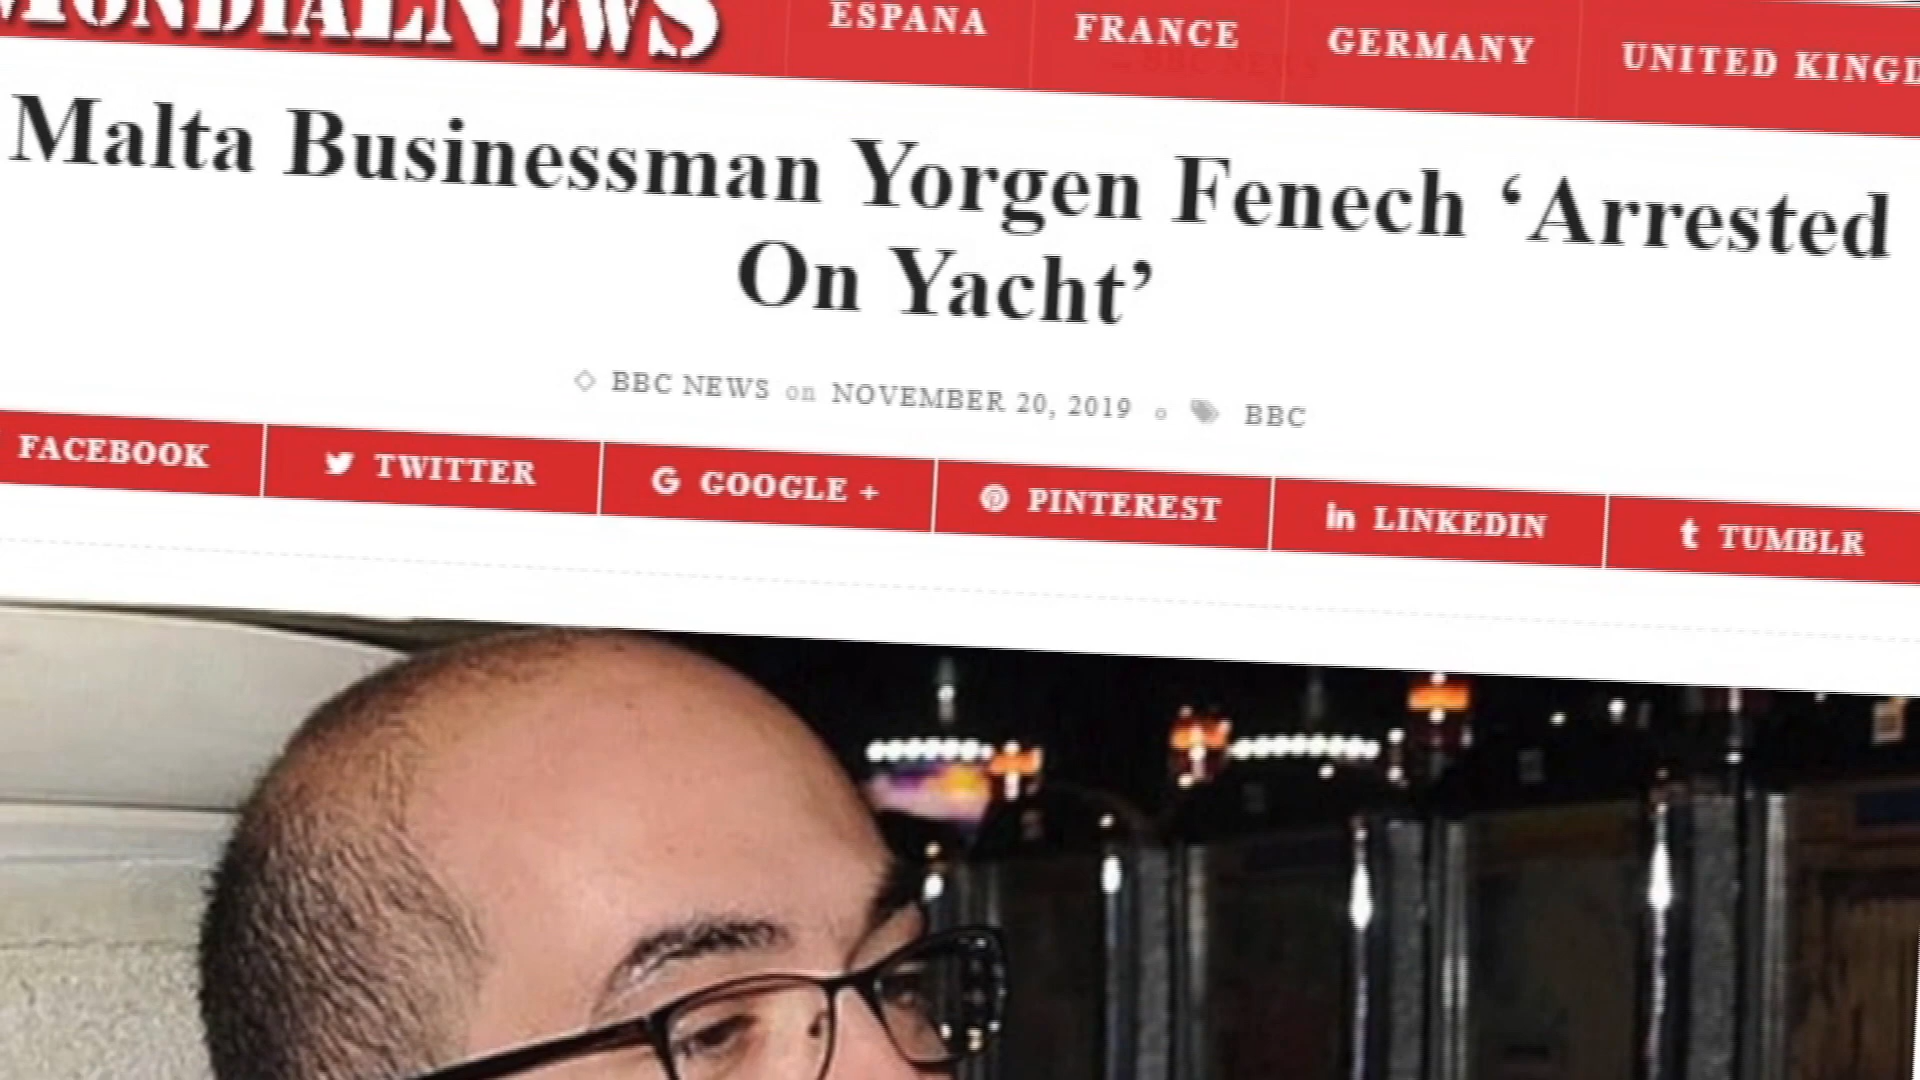 MONDIALNEWS
ESPANA FRANCE GERMANY UNITED KINGD
Malta Businessman Yorgen Fenech ‘Arrested
On Yacht’
BBC NEWS on NOVEMBER 20, 2019 BBC
FACEBOOK TWITTER GOOGLE + PINTEREST LINKEDIN TUMBLR